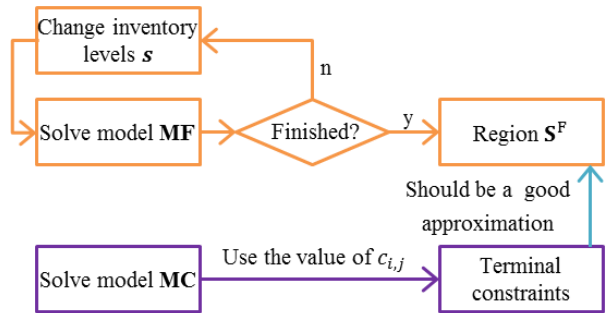 Change inventory
levels s
n
Solve model MF
Finished?
y
Region S^F
Should be a good
approximation
Solve model MC
Use the value of c_{i,j}
Terminal
constraints